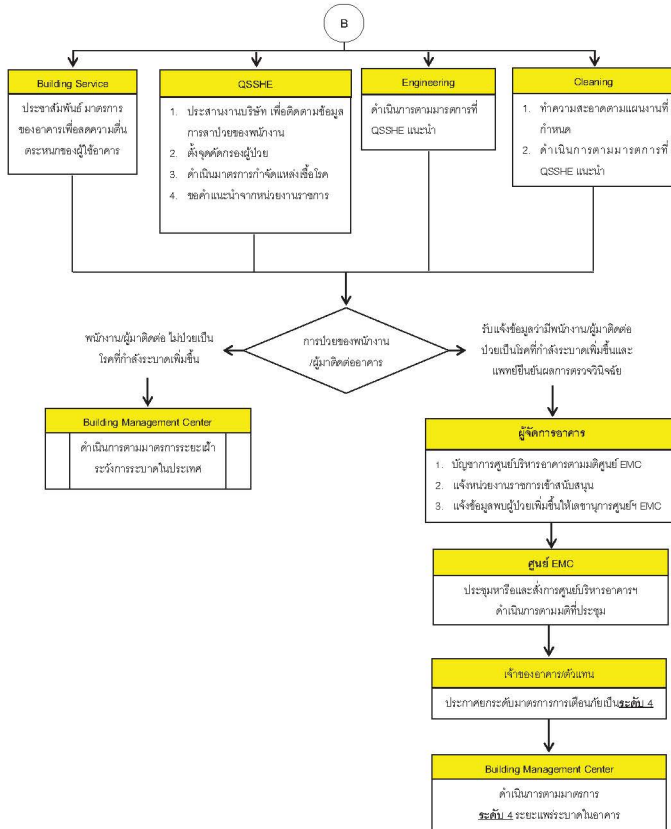 B
Building Service
ประชาสัมพันธ์ มาตรการ
ของอาคารเพื่อลดความตื่น
ตระหนกของผู้ใช้อาคาร
QSSHE
1. ประสานงานบริษัท เพื่อติดตามข้อมูล
การลาป่วยของพนักงาน
2. ตั้งจุดคัดกรองผู้ป่วย
3. ดำเนินมาตรการกำจัดแหล่งเชื้อโรค
4. ขอคำแนะนำจากหน่วยงานราชการ
Engineering
ดำเนินการตามมารตการที่
QSSHE แนะนำ
Cleaning
1. ทำความสะอาดตามแผนงานที่
กำหนด
2. ดำเนินการตามมารตการที่
QSSHE แนะนำ
การป่วยของพนักงาน
/ผู้มาติดต่ออาคาร
พนักงาน/ผู้มาติดต่อ ไม่ป่วยเป็น
โรคที่กำลังระบาดเพิ่มขึ้น
Building Management Center
ดำเนินการตามมาตรการระยะเฝ้า
ระวังการระบาดในประเทศ
รับแจ้งข้อมูลว่ามีพนักงาน/ผู้มาติดต่อ
ป่วยเป็นโรคที่กำลังระบาดเพิ่มขึ้นและ
แพทย์ยืนยันผลการตรวจวินิจฉัย
ผู้จัดการอาคาร
1. บัญชาการศูนย์บริหารอาคารตามมติศูนย์ EMC
2. แจ้งหน่วยงานราชการเข้าสนับสนุน
3. แจ้งข้อมูลพบผู้ป่วยเพิ่มขึ้นให้เลขานุการศูนย์ฯ EMC
ศูนย์ EMC
ประชุมหารือและสั่งการศูนย์บริหารอาคารฯ
ดำเนินการตามมติที่ประชุม
เจ้าของอาคาร/ตัวแทน
ประกาศยกระดับมาตรการการเตือนภัยเป็นระดับ 4
Building Management Center
ดำเนินการตามมาตรการ
ระดับ 4 ระยะแพร่ระบาดในอาคาร